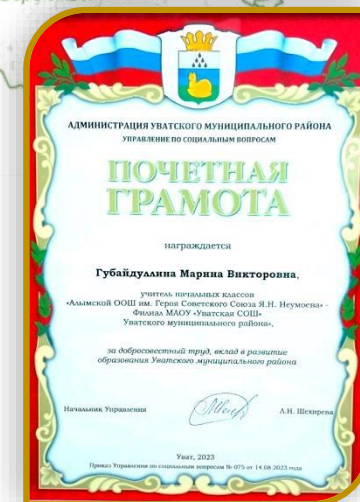 АДМИНИСТРАЦИЯ УВАТСКОГО МУНИЦИПАЛЬНОГО РАЙОНА
УПРАВЛЕНИЕ ПО СОЦИАЛЬНЫМ ВОПРОСАМ
ПОЧЕТНАЯ
ГРАМОТА
награждается
Губайдуллина Марина Викторовна,
учитель начальных классов
«Алымской ООШ им. Героя Советского Союза Я.Н. Неумоева» -
Филиал МАОУ «Уватская СОШ»
Уватского муниципального района»,
за добросовестный труд, вклад в развитие
образования Уватского муниципального района
Начальник Управления
Л.Н. Шехирева
Уват, 2023
Приказ Управления по социальным вопросам № 075 от 14.08.2023 года